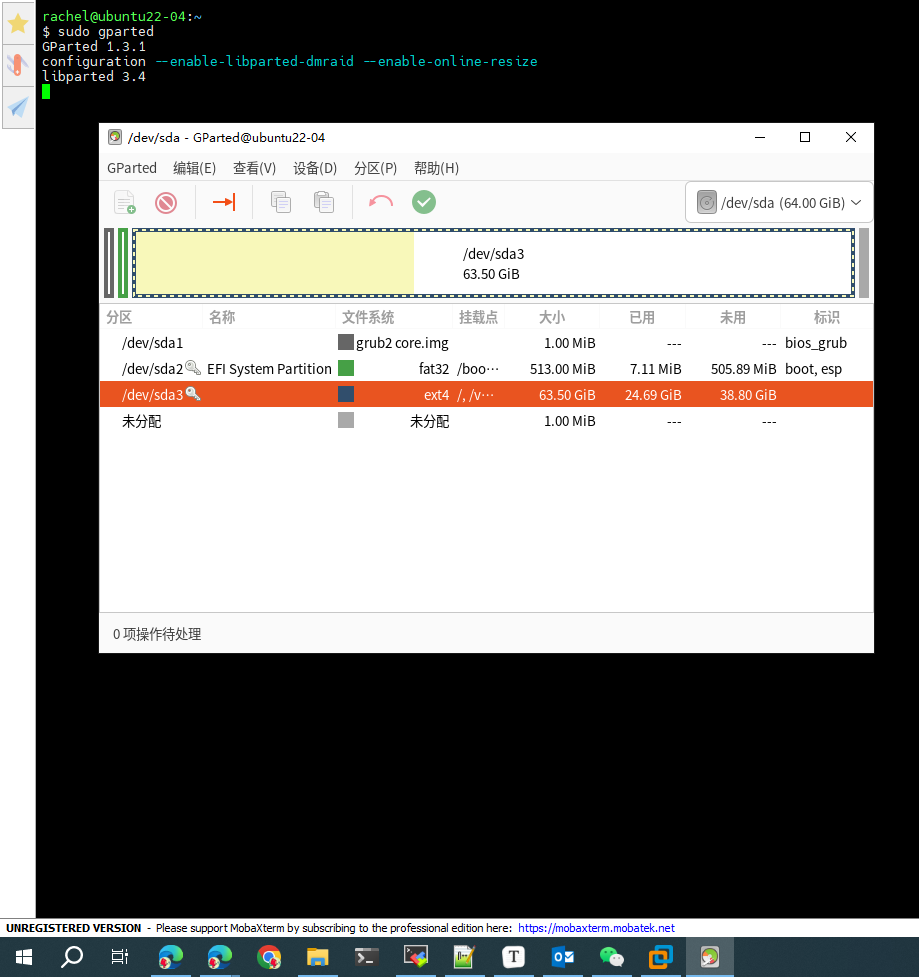 rachel@ubuntu22-04:~
$ sudo gparted
GParted 1.3.1
configuration --enable-libparted-dmraid --enable-online-resize
libparted 3.4
/dev/sda - GParted@ubuntu22-04
GParted 编辑(E) 查看(V) 设备(D) 分区(P) 帮助(H)
/dev/sda (64.00 GiB)
/dev/sda3
63.50 GiB
分区 名称 文件系统 挂载点 大小 已用 未用 标识
/dev/sda1 grub2 core.img 1.00 MiB --- --- bios_grub
/dev/sda2 EFI System Partition fat32 /boo··· 513.00 MiB 7.11 MiB 505.89 MiB boot, esp
/dev/sda3 ext4 /, /v··· 63.50 GiB 24.69 GiB 38.80 GiB
未分配 未分配 1.00 MiB --- ---
0 项操作待处理
UNREGISTERED VERSION - Please support MobaXterm by subscribing to the professional edition here: https://mobaxterm.mobatek.net